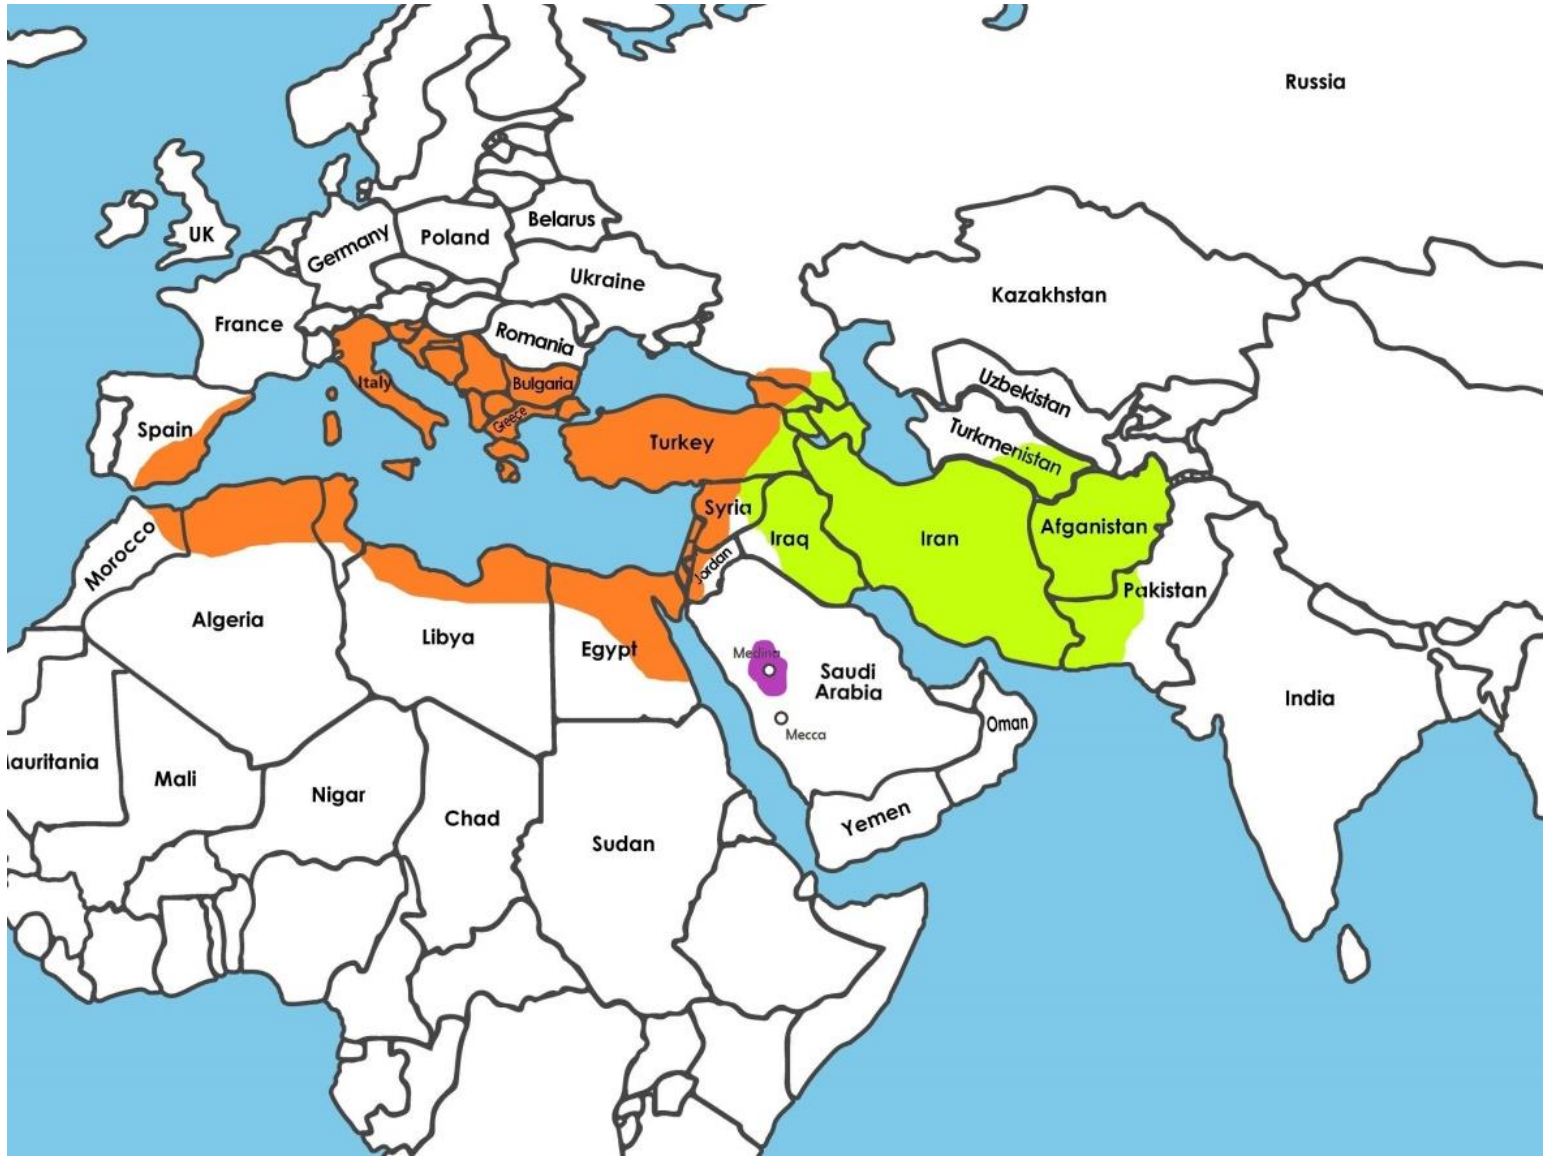 Russia
UK
Germany
Poland
Belarus
Ukraine
France
Romania
Kazakhstan
Italy
Bulgaria
Greece
Uzbekistan
Turkmenistan
Spain
Turkey
Syria
Morocco
Iraq
Iran
Afganistan
Jordan
Pakistan
Algeria
Libya
Egypt
Medina
Saudi
Arabia
India
Mecca
Oman
auritania
Mali
Nigar
Chad
Sudan
Yemen